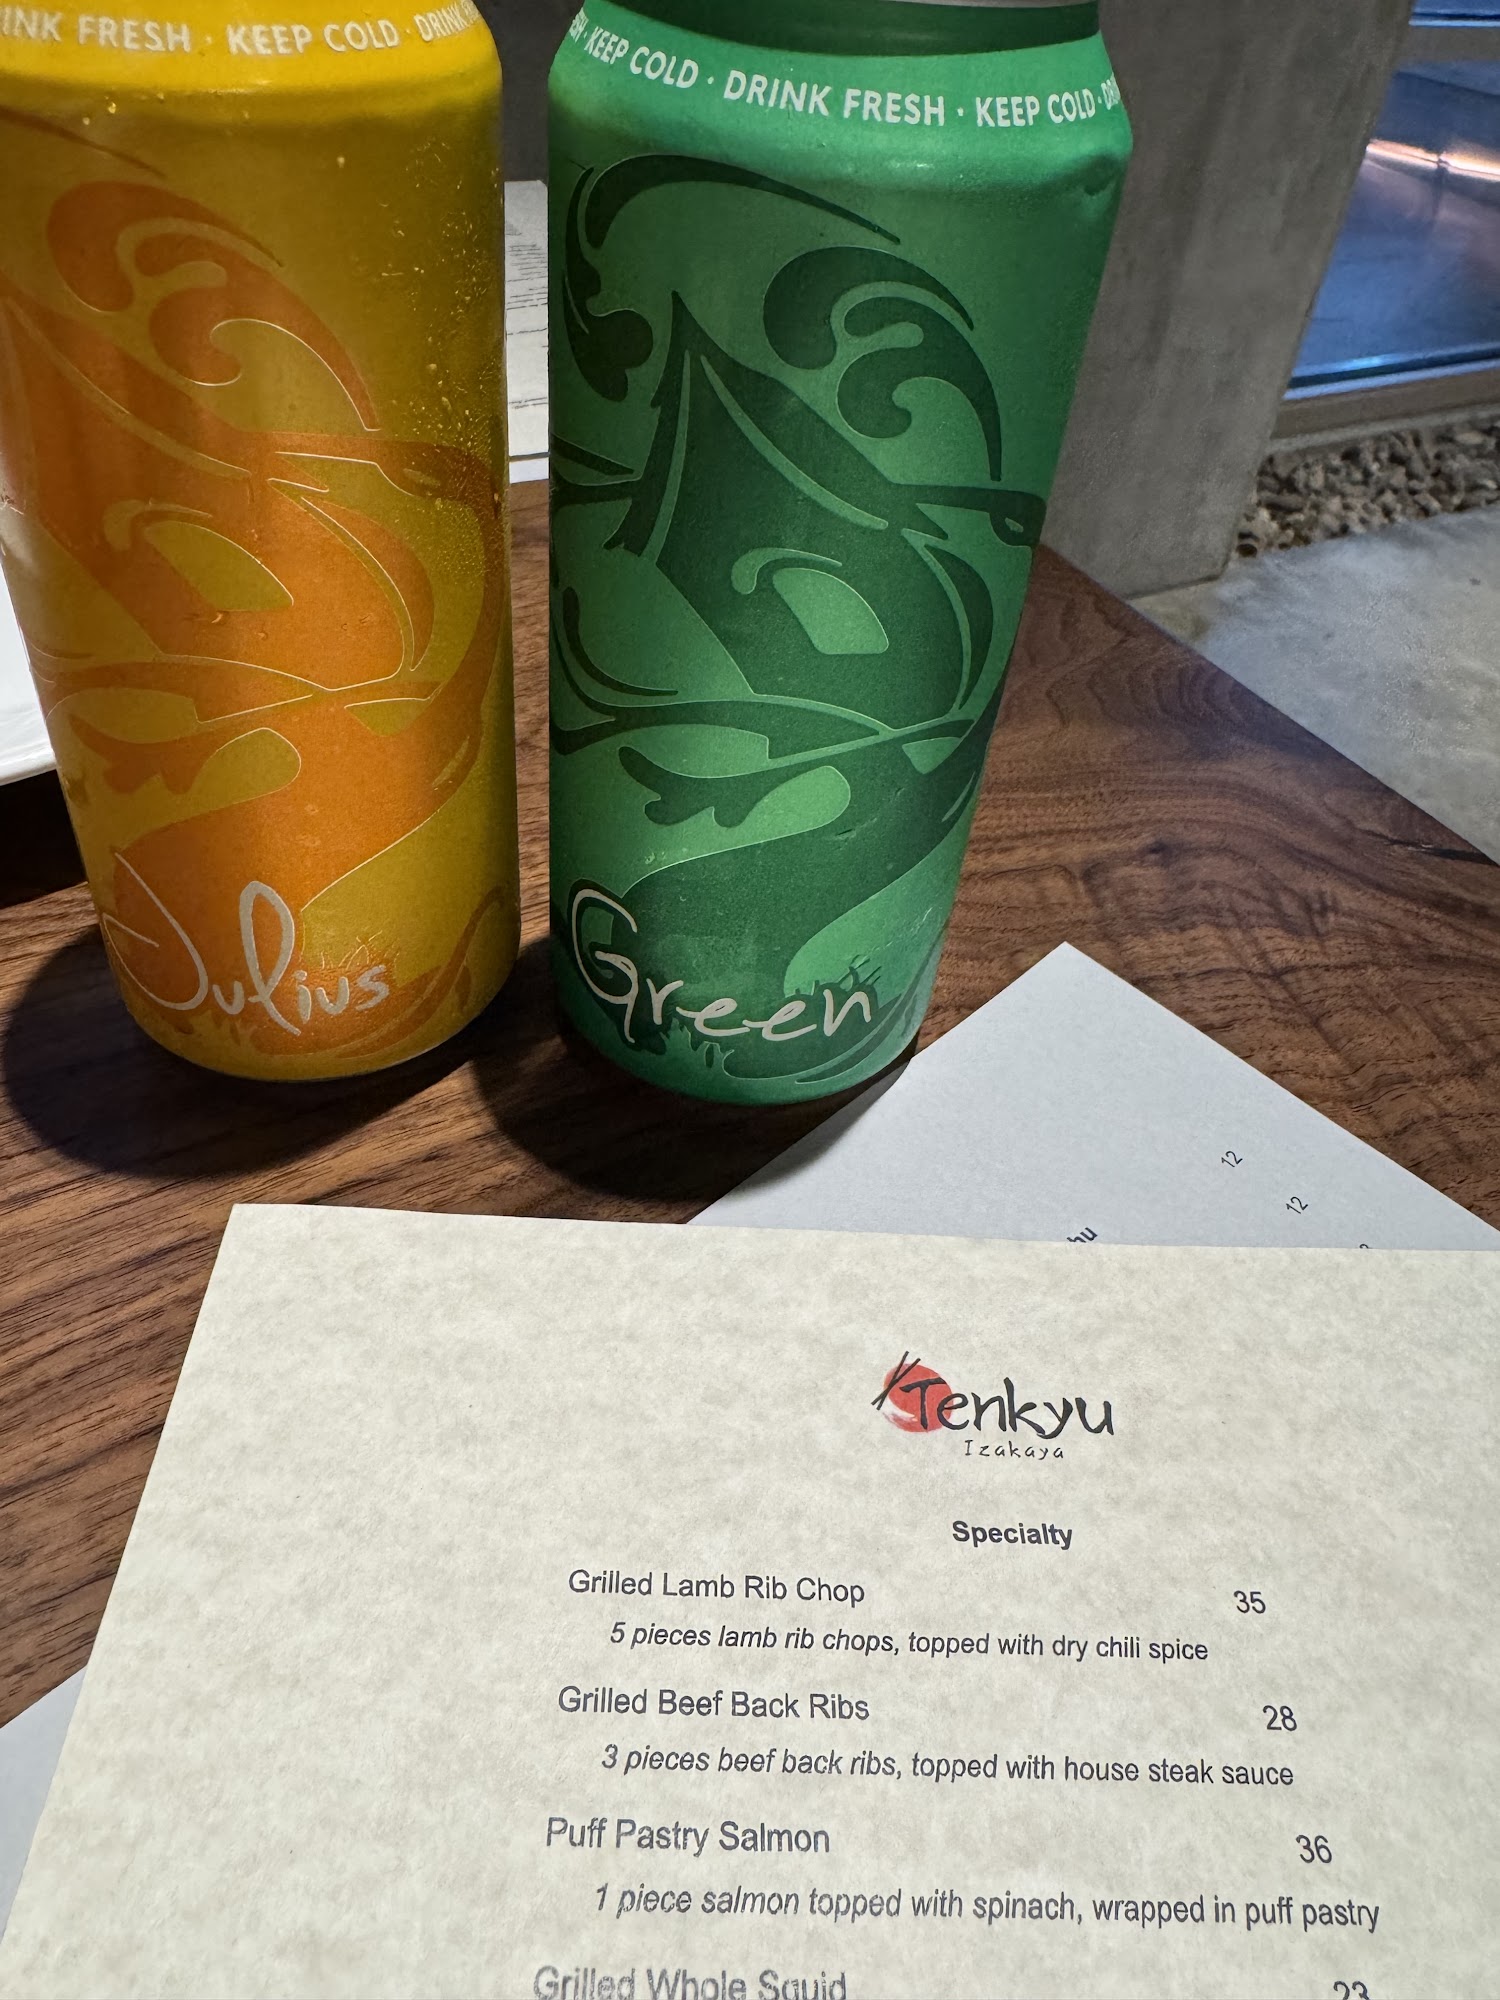 INK FRESH · KEEP COLD · DRINK
KEEP COLD · DRINK FRESH · KEEP COLD ·
Julius
Green
12
12
Tenkyu
Izakaya
Specialty
Grilled Lamb Rib Chop 35
5 pieces lamb rib chops, topped with dry chili spice
Grilled Beef Back Ribs 28
3 pieces beef back ribs, topped with house steak sauce
Puff Pastry Salmon 36
1 piece salmon topped with spinach, wrapped in puff pastry
Grilled Whole Squid 23